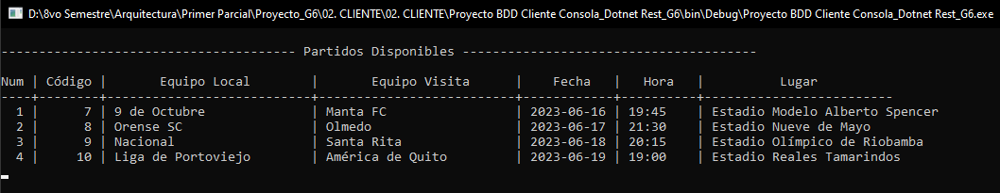 D:\8vo Semestre\Arquitectura\Primer Parcial\Proyecto_G6\02. CLIENTE\02. CLIENTE\Proyecto BDD Cliente Consola_Dotnet Rest_G6\bin\Debug\Proyecto BDD Cliente Consola_Dotnet Rest_G6.exe
--------------------------------------- Partidos Disponibles ---------------------------------------
Num | Código | Equipo Local | Equipo Visita | Fecha | Hora | Lugar
----+--------+---------------------------+--------------------------+------------+----------+-------------------------
1 | 7 | 9 de Octubre | Manta FC | 2023-06-16 | 19:45 | Estadio Modelo Alberto Spencer
2 | 8 | Orense SC | Olmedo | 2023-06-17 | 21:30 | Estadio Nueve de Mayo
3 | 9 | Nacional | Santa Rita | 2023-06-18 | 20:15 | Estadio Olímpico de Riobamba
4 | 10 | Liga de Portoviejo | América de Quito | 2023-06-19 | 19:00 | Estadio Reales Tamarindos